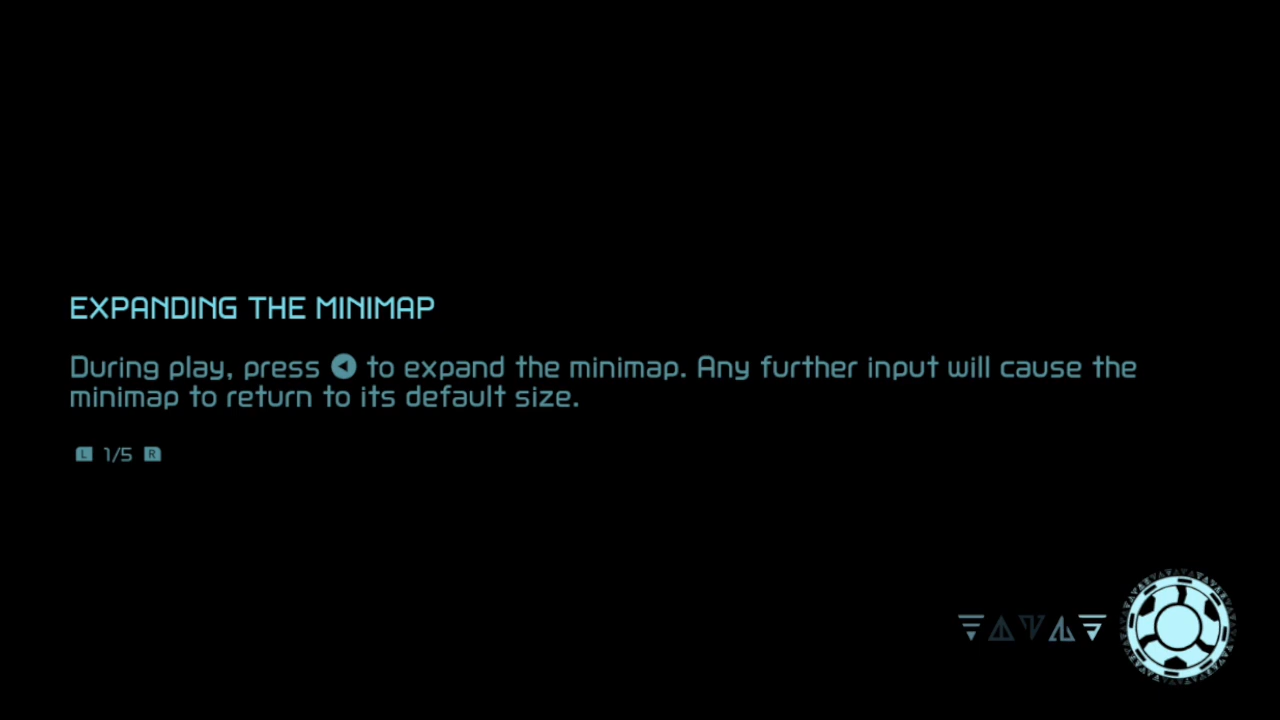 EXPANDING THE MINIMAP
During play, press ◀ to expand the minimap. Any further input will cause the
minimap to return to its default size.
L 1/5 R